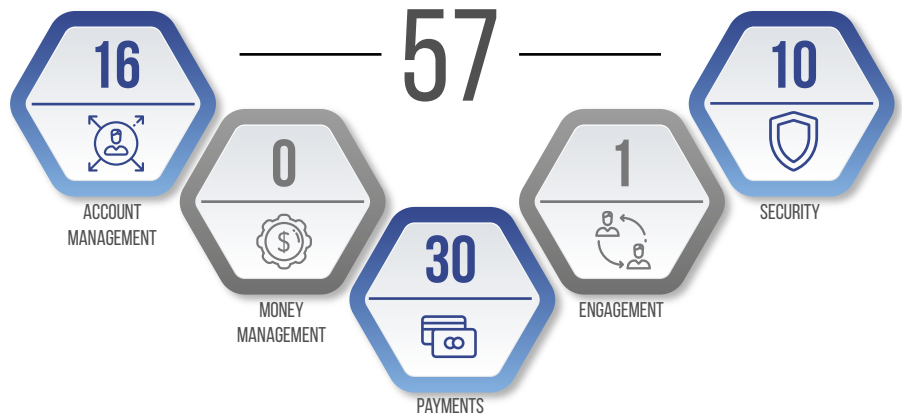 57
16
ACCOUNT
MANAGEMENT
0
$
MONEY
MANAGEMENT
30
PAYMENTS
1
ENGAGEMENT
10
SECURITY